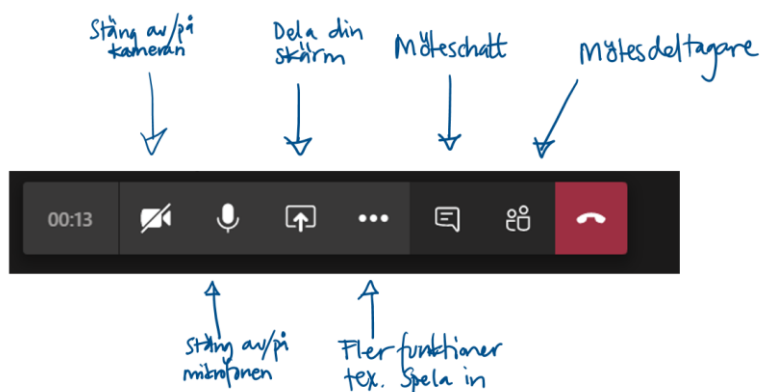 Stäng av/på
kameran
Dela din
skärm
Möteschatt
Mötesdeltagare
00:13
Stäng av/på
mikrofonen
Fler funktioner
tex. Spela in